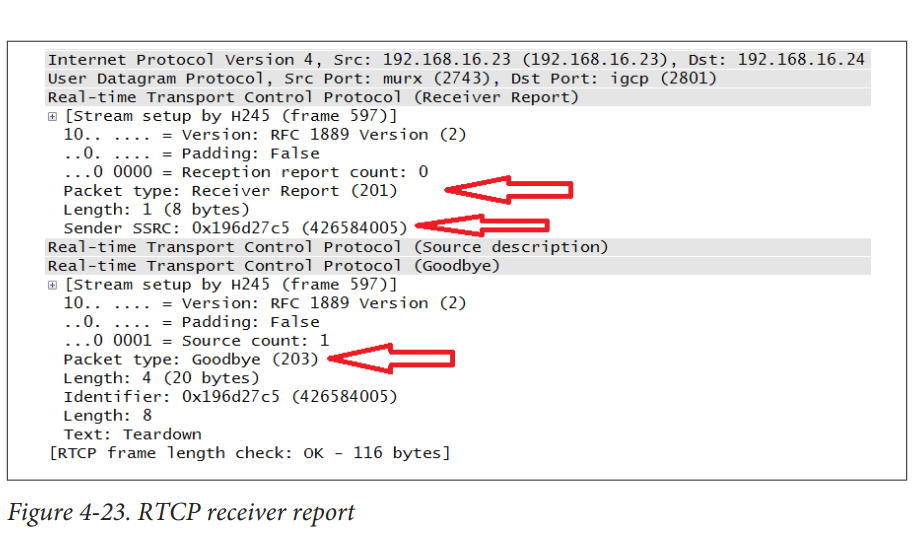 Internet Protocol Version 4, Src: 192.168.16.23 (192.168.16.23), Dst: 192.168.16.24
User Datagram Protocol, Src Port: murx (2743), Dst Port: igcp (2801)
Real-time Transport Control Protocol (Receiver Report)
[Stream setup by H245 (frame 597)]
10.. .... = Version: RFC 1889 Version (2)
..0. .... = Padding: False
...0 0000 = Reception report count: 0
Packet type: Receiver Report (201)
Length: 1 (8 bytes)
Sender SSRC: 0x196d27c5 (426584005)
Real-time Transport Control Protocol (Source description)
Real-time Transport Control Protocol (Goodbye)
[Stream setup by H245 (frame 597)]
10.. .... = Version: RFC 1889 Version (2)
..0. .... = Padding: False
...0 0001 = Source count: 1
Packet type: Goodbye (203)
Length: 4 (20 bytes)
Identifier: 0x196d27c5 (426584005)
Length: 8
Text: Teardown
[RTCP frame length check: OK - 116 bytes]
Figure 4-23. RTCP receiver report